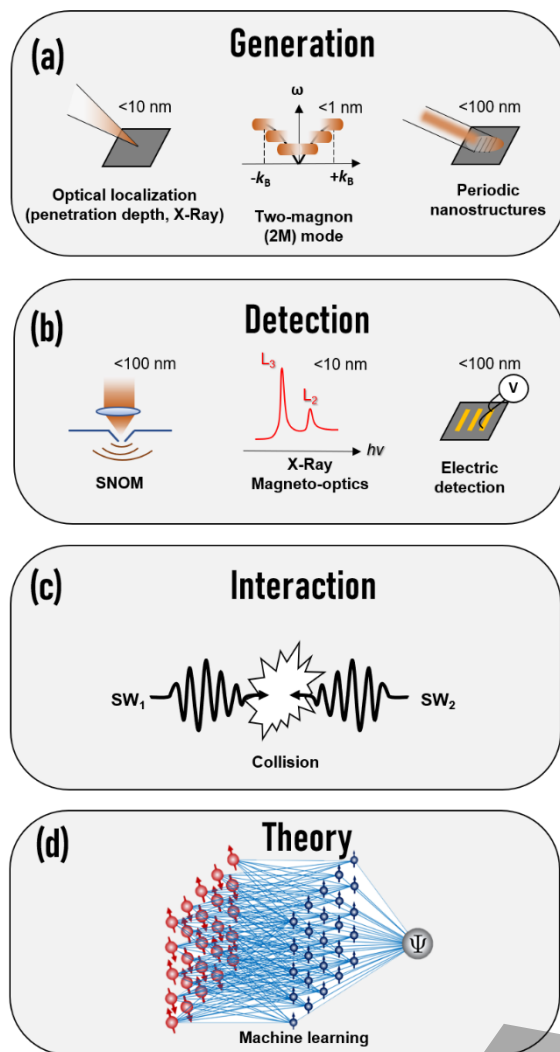 (a)
Generation
<10 nm
ω
<1 nm
<100 nm
-kB
+kB
Optical localization
(penetration depth, X-Ray)
Two-magnon
(2M) mode
Periodic
nanostructures
(b)
Detection
<100 nm
L3
<10 nm
L2
<100 nm
V
hν
SNOM
X-Ray
Magneto-optics
Electric
detection
(c)
Interaction
SW1
SW2
Collision
(d)
Theory
Ψ
Machine learning